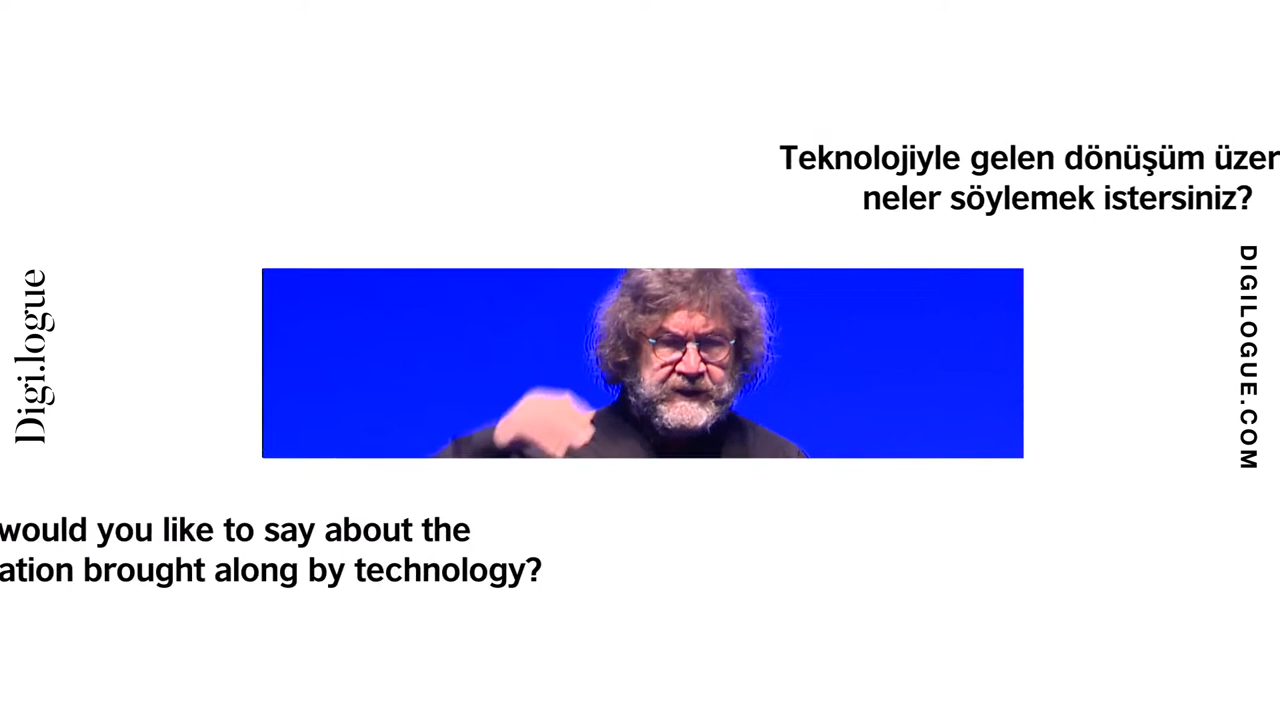 Teknolojiyle gelen dönüşüm üzer
neler söylemek istersiniz?
Digi.logue
DIGILOGUE.COM
would you like to say about the
ation brought along by technology?